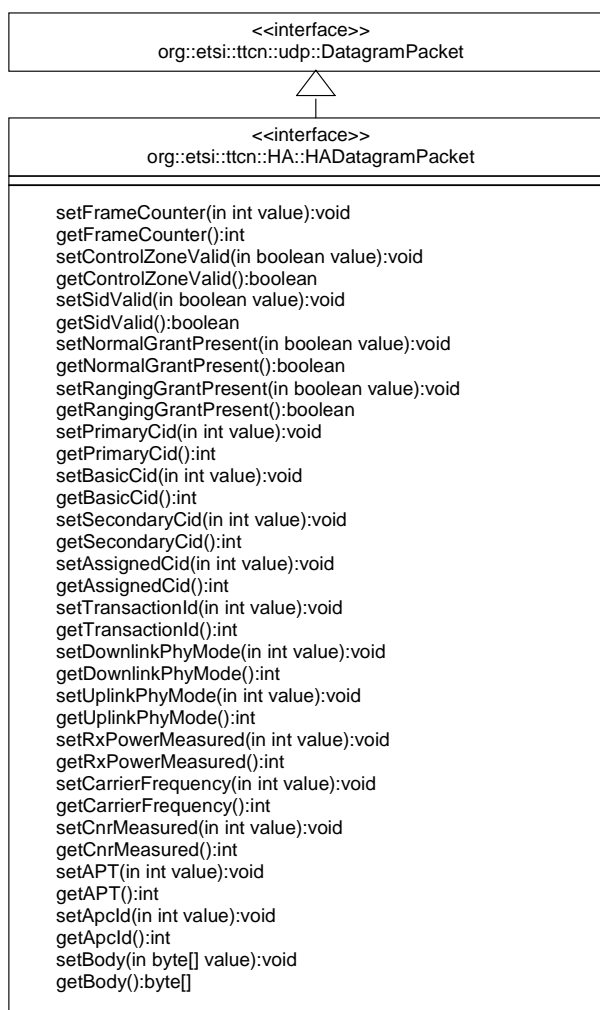 <<interface>>
org::etsi::ttcn::udp::DatagramPacket
<<interface>>
org::etsi::ttcn::HA::HADatagramPacket
setFrameCounter(in int value):void
getFrameCounter():int
setControlZoneValid(in boolean value):void
getControlZoneValid():boolean
setSidValid(in boolean value):void
getSidValid():boolean
setNormalGrantPresent(in boolean value):void
getNormalGrantPresent():boolean
setRangingGrantPresent(in boolean value):void
getRangingGrantPresent():boolean
setPrimaryCid(in int value):void
getPrimaryCid():int
setBasicCid(in int value):void
getBasicCid():int
setSecondaryCid(in int value):void
getSecondaryCid():int
setAssignedCid(in int value):void
getAssignedCid():int
setTransactionId(in int value):void
getTransactionId():int
setDownlinkPhyMode(in int value):void
getDownlinkPhyMode():int
setUplinkPhyMode(in int value):void
getUplinkPhyMode():int
setRxPowerMeasured(in int value):void
getRxPowerMeasured():int
setCarrierFrequency(in int value):void
getCarrierFrequency():int
setCnrMeasured(in int value):void
getCnrMeasured():int
setAPT(in int value):void
getAPT():int
setApcId(in int value):void
getApcId():int
setBody(in byte[] value):void
getBody():byte[]